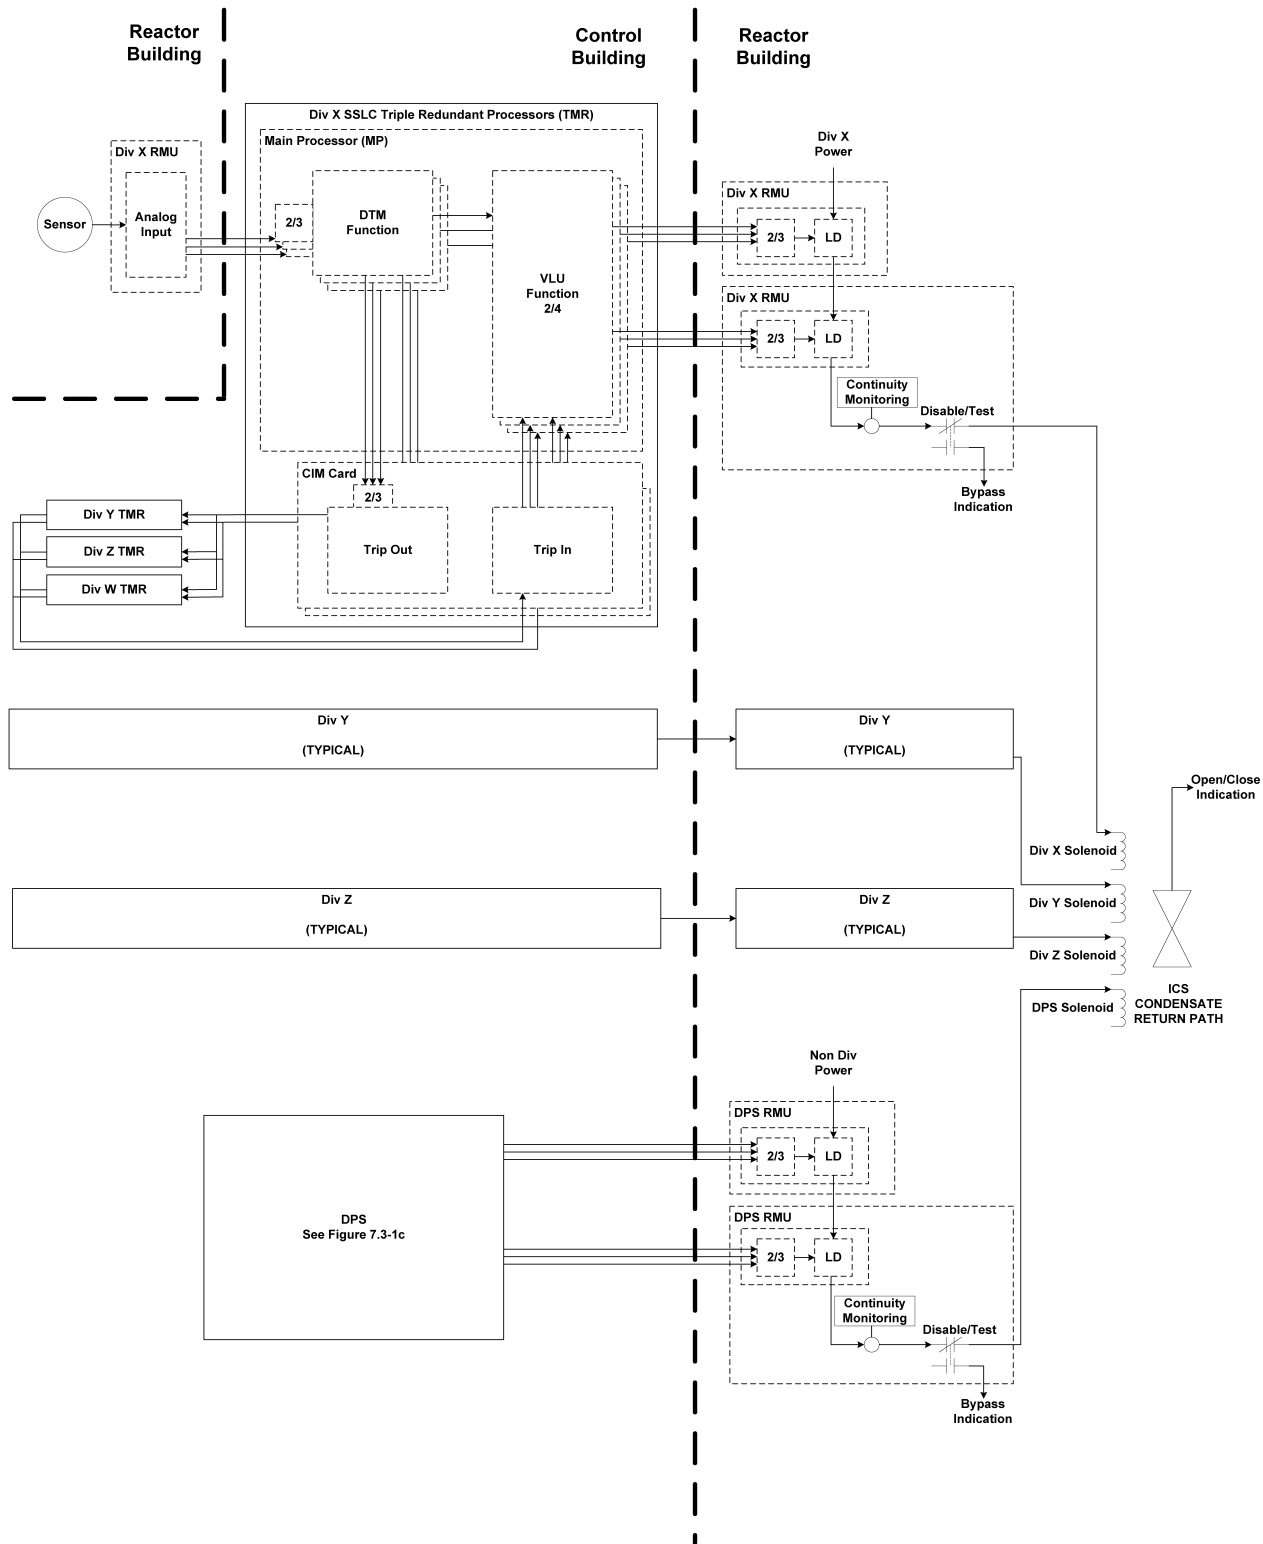 Reactor
Building
Control
Building
Reactor
Building
Div X SSLC Triple Redundant Processors (TMR)
Main Processor (MP)
Div X RMU
Analog
Input
Sensor
2/3
DTM
Function
VLU
Function
2/4
CIM Card
2/3
Trip Out
Trip In
Div Y TMR
Div Z TMR
Div W TMR
Div X
Power
Div X RMU
2/3
LD
Div X RMU
2/3
LD
Continuity
Monitoring
Disable/Test
Bypass
Indication
Div Y
(TYPICAL)
Div Y
(TYPICAL)
Open/Close
Indication
Div X Solenoid
Div Z
(TYPICAL)
Div Z
(TYPICAL)
Div Y Solenoid
Div Z Solenoid
DPS Solenoid
ICS
CONDENSATE
RETURN PATH
Non Div
Power
DPS RMU
2/3
LD
DPS
See Figure 7.3-1c
DPS RMU
2/3
LD
Continuity
Monitoring
Disable/Test
Bypass
Indication